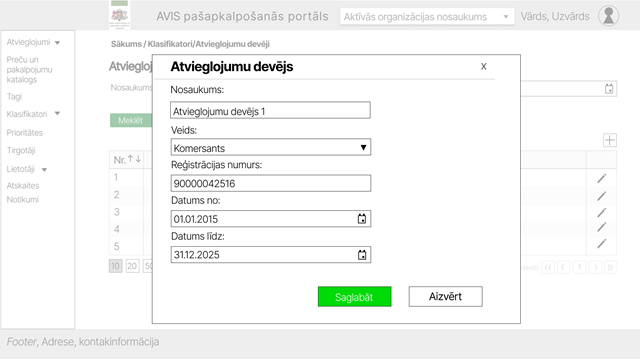 AVIS pašapkalpošanās portāls
Aktīvās organizācijas nosaukums
Vārds, Uzvārds
Atvieglojumi
Preču un
pakalpojumu
katalogs
Tagi
Klasifikatori
Prioritātes
Tirgotāji
Lietotāji
Atskaites
Notikumi
Sākums / Klasifikatori/Atvieglojumu devēji
Atviegloj
Nosaukums
Meklēt
Nr.
1
2
3
4
5
10 20 50
Atvieglojumu devējs
X
Nosaukums:
Atvieglojumu devējs 1
Veids:
Komersants
Reģistrācijas numurs:
90000042516
Datums no:
01.01.2015
Datums līdz:
31.12.2025
Saglabāt
Aizvērt
Footer, Adrese, kontakinformācija